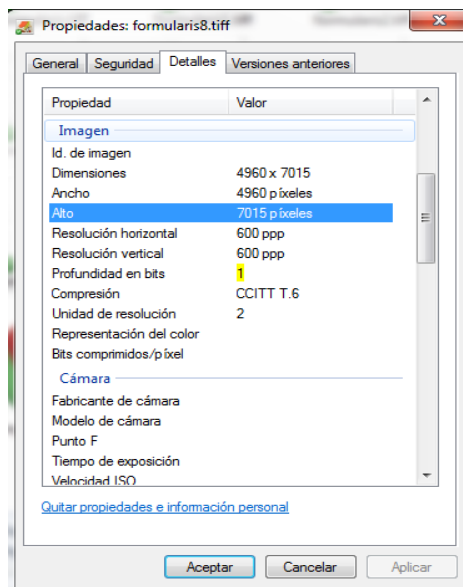 Propiedades: formularis8.tiff
General Seguridad Detalles Versiones anteriores
Propiedad Valor
Imagen
Id. de imagen
Dimensiones 4960 x 7015
Ancho 4960 píxeles
Alto 7015 píxeles
Resolución horizontal 600 ppp
Resolución vertical 600 ppp
Profundidad en bits 1
Compresión CCITT T.6
Unidad de resolución 2
Representación del color
Bits comprimidos/píxel
Cámara
Fabricante de cámara
Modelo de cámara
Punto F
Tiempo de exposición
Velocidad ISO
Quitar propiedades e información personal
Aceptar Cancelar Aplicar